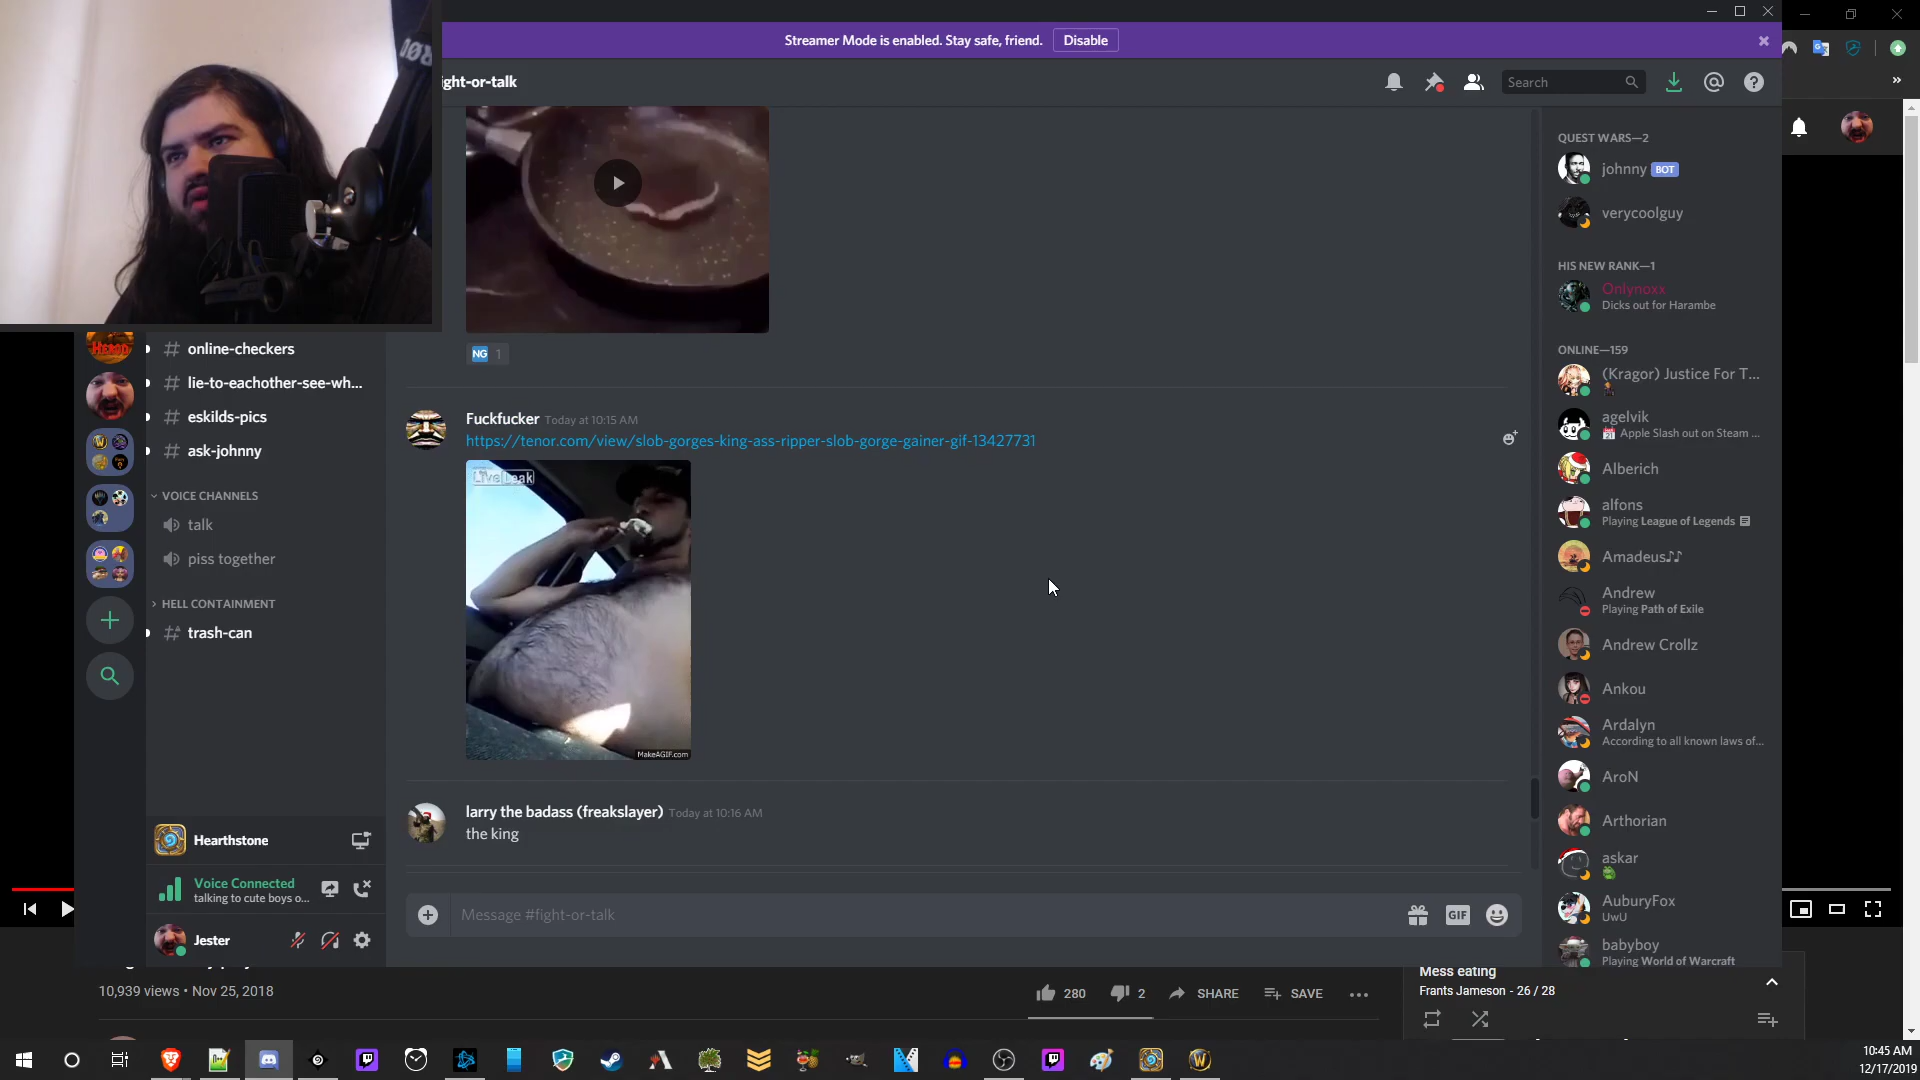 Streamer Mode is enabled. Stay safe, friend.
Disable
ght-or-talk
Search
online-checkers
lie-to-eachother-see-wh...
eskilds-pics
ask-johnny
VOICE CHANNELS
talk
piss together
HELL CONTAINMENT
trash-can
Hearthstone
Voice Connected
talking to cute boys o...
Jester
NG 1
Fuckfucker Today at 10:15 AM
https://tenor.com/view/slob-gorges-king-ass-ripper-slob-gorge-gainer-gif-13427731
LiveLeak
MakeAGIF.com
larry the badass (freakslayer) Today at 10:16 AM
the king
Message #fight-or-talk
GIF
QUEST WARS—2
johnny BOT
verycoolguy
HIS NEW RANK—1
Onlynoxx
Dicks out for Harambe
ONLINE—159
(Kragor) Justice For T...
agelvik
Apple Slash out on Steam ...
Alberich
alfons
Playing League of Legends
Amadeus♪♪
Andrew
Playing Path of Exile
Andrew Crollz
Ankou
Ardalyn
According to all known laws of...
AroN
Arthorian
askar
AuburyFox
UwU
babyboy
Playing World of Warcraft
10,939 views • Nov 25, 2018
280
2
SHARE
SAVE
Mess eating
Frants Jameson - 26 / 28
10:45 AM
12/17/2019